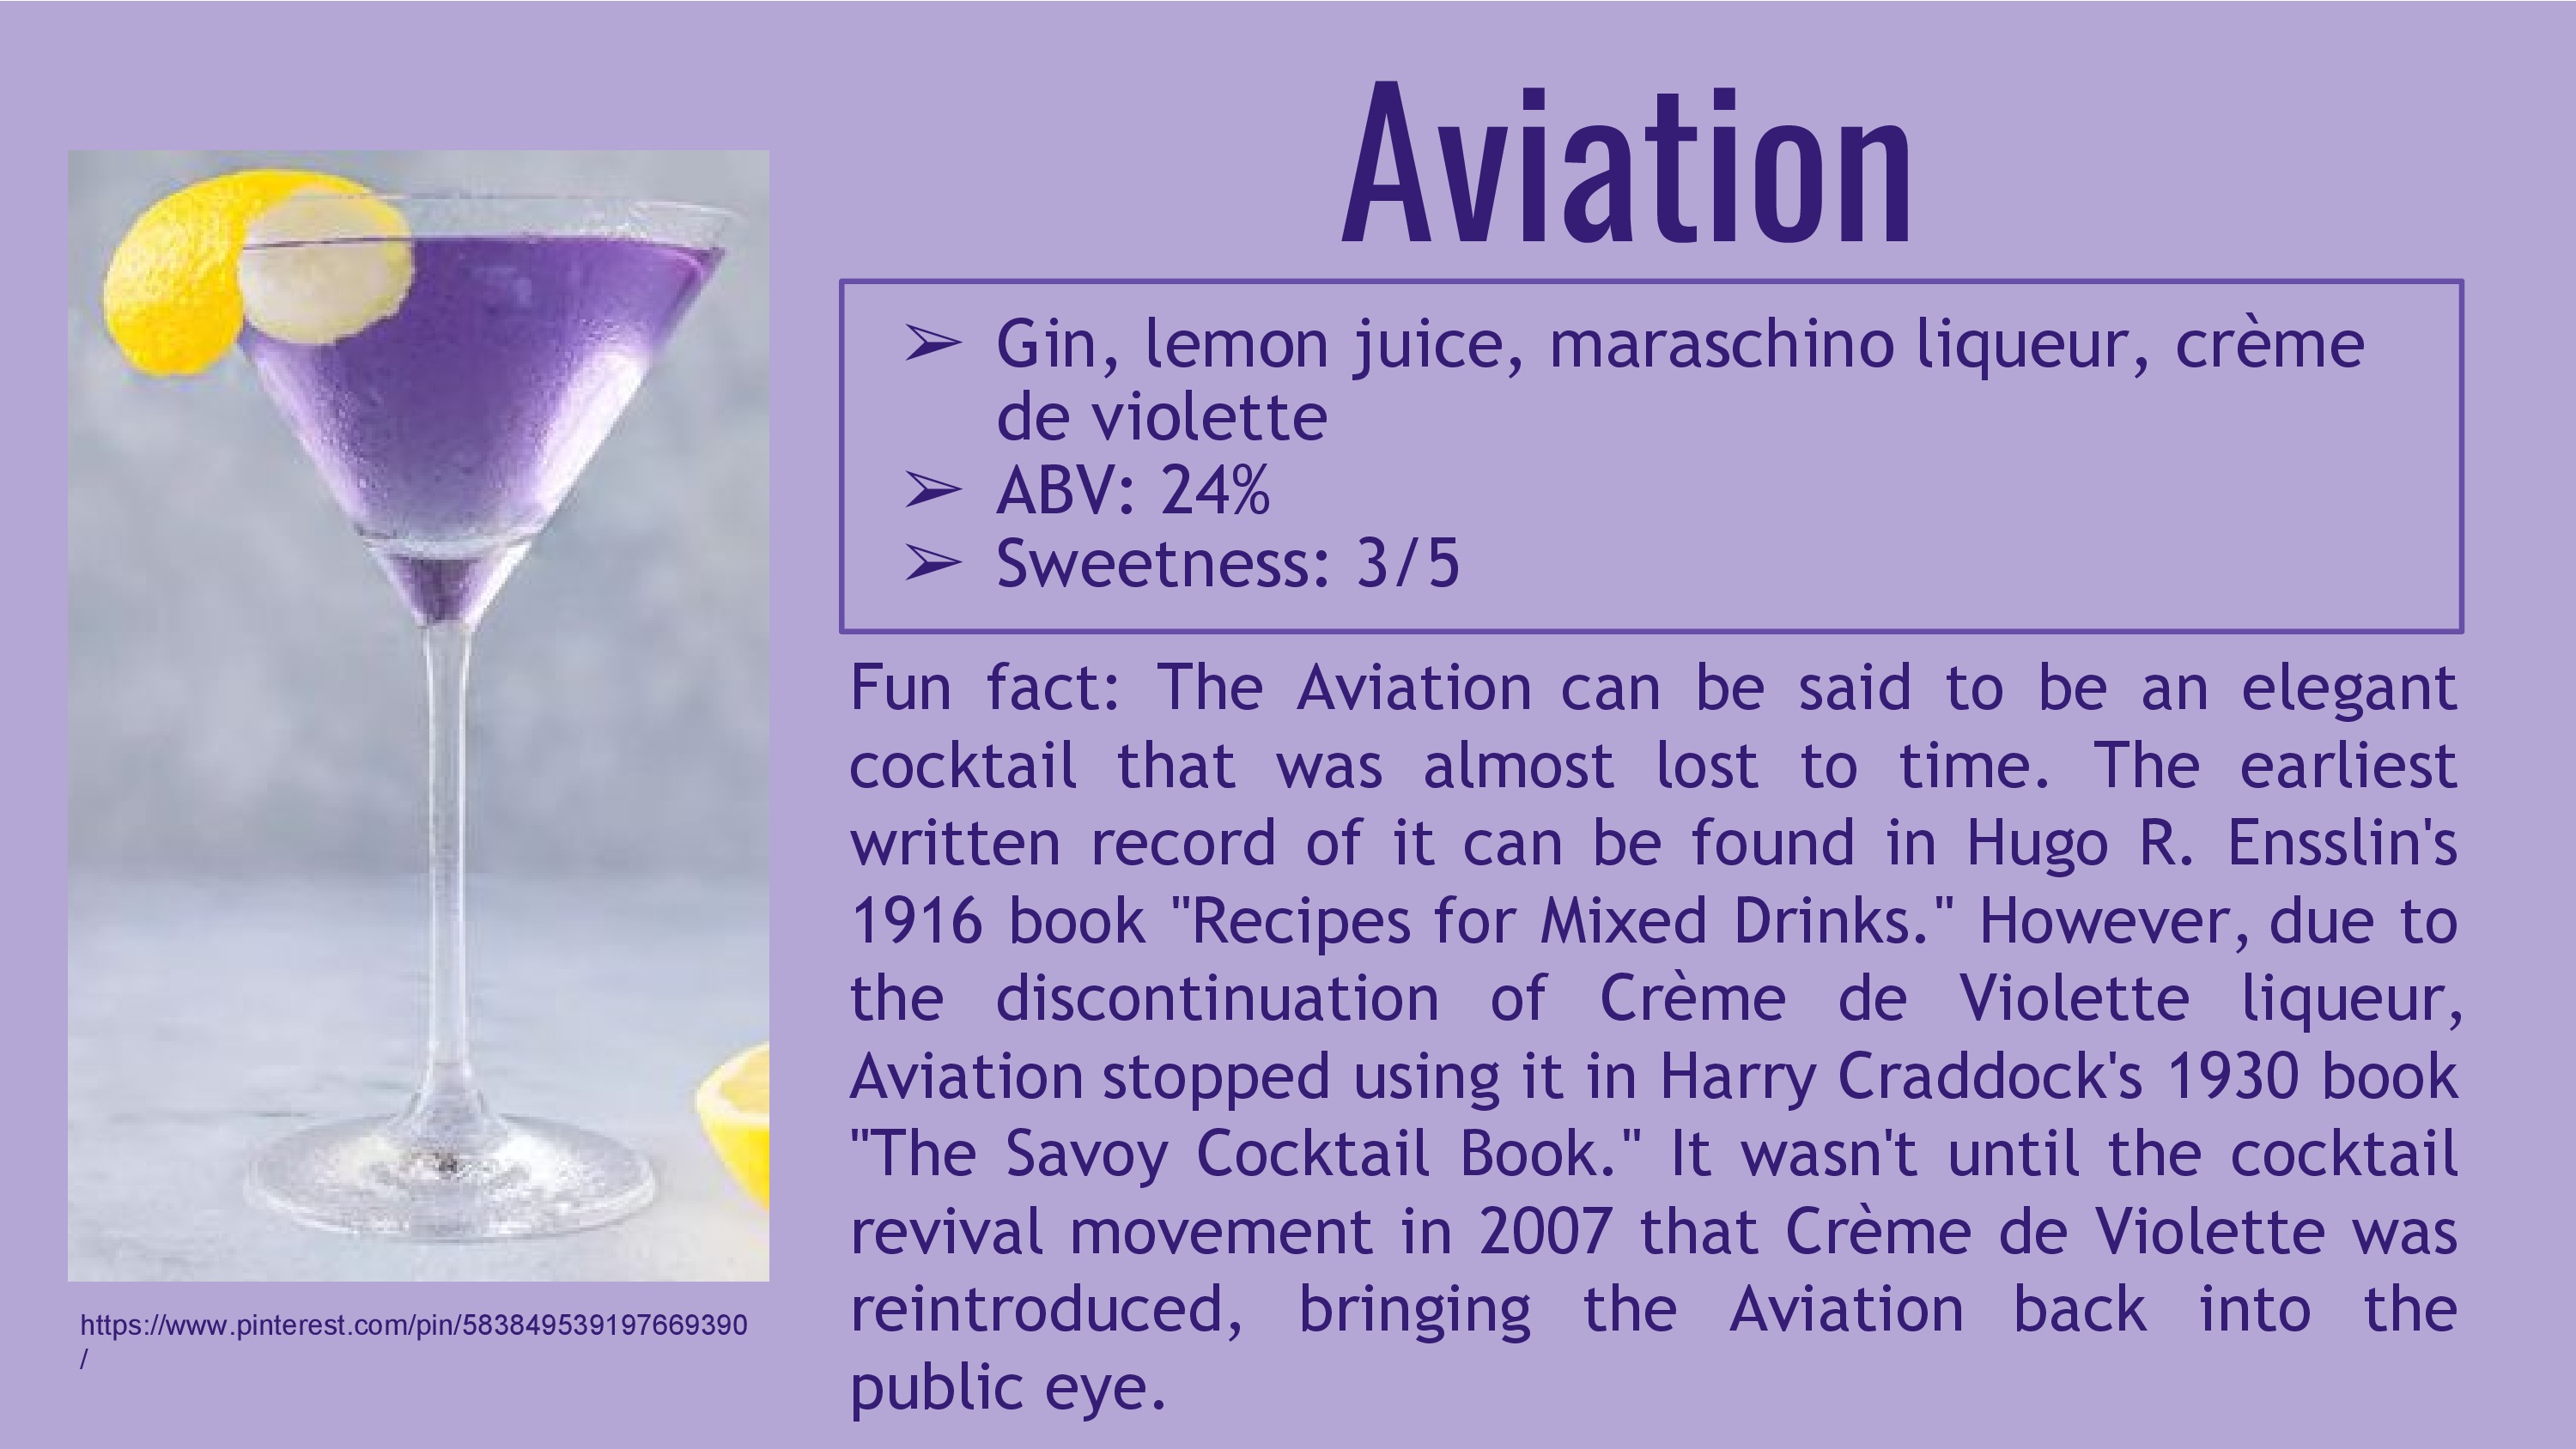 Aviation
➢ Gin, lemon juice, maraschino liqueur, crème
de violette
➢ ABV: 24%
➢ Sweetness: 3/5
Fun fact: The Aviation can be said to be an elegant
cocktail that was almost lost to time. The earliest
written record of it can be found in Hugo R. Ensslin's
1916 book "Recipes for Mixed Drinks." However, due to
the discontinuation of Crème de Violette liqueur,
Aviation stopped using it in Harry Craddock's 1930 book
"The Savoy Cocktail Book." It wasn't until the cocktail
revival movement in 2007 that Crème de Violette was
reintroduced, bringing the Aviation back into the
public eye.
https://www.pinterest.com/pin/583849539197669390
/